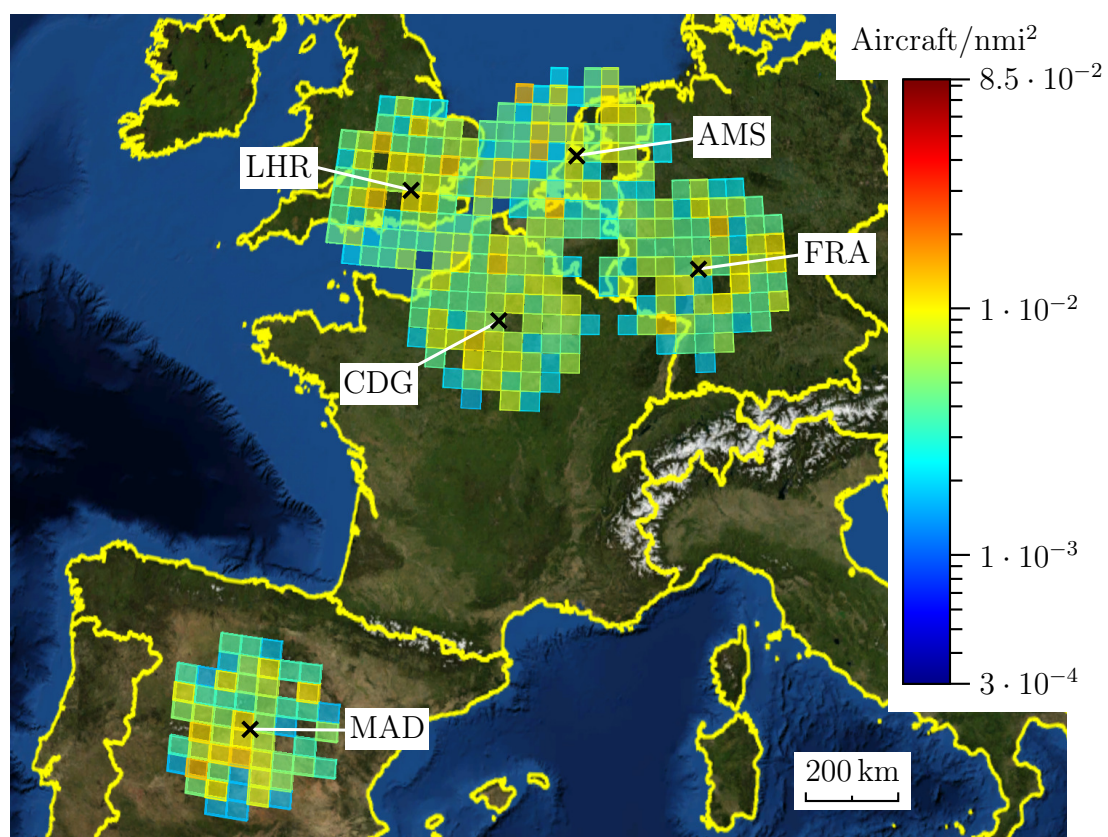 Aircraft/nmi²
8.5 · 10⁻²
AMS
LHR
FRA
1 · 10⁻²
CDG
1 · 10⁻³
3 · 10⁻⁴
MAD
200 km